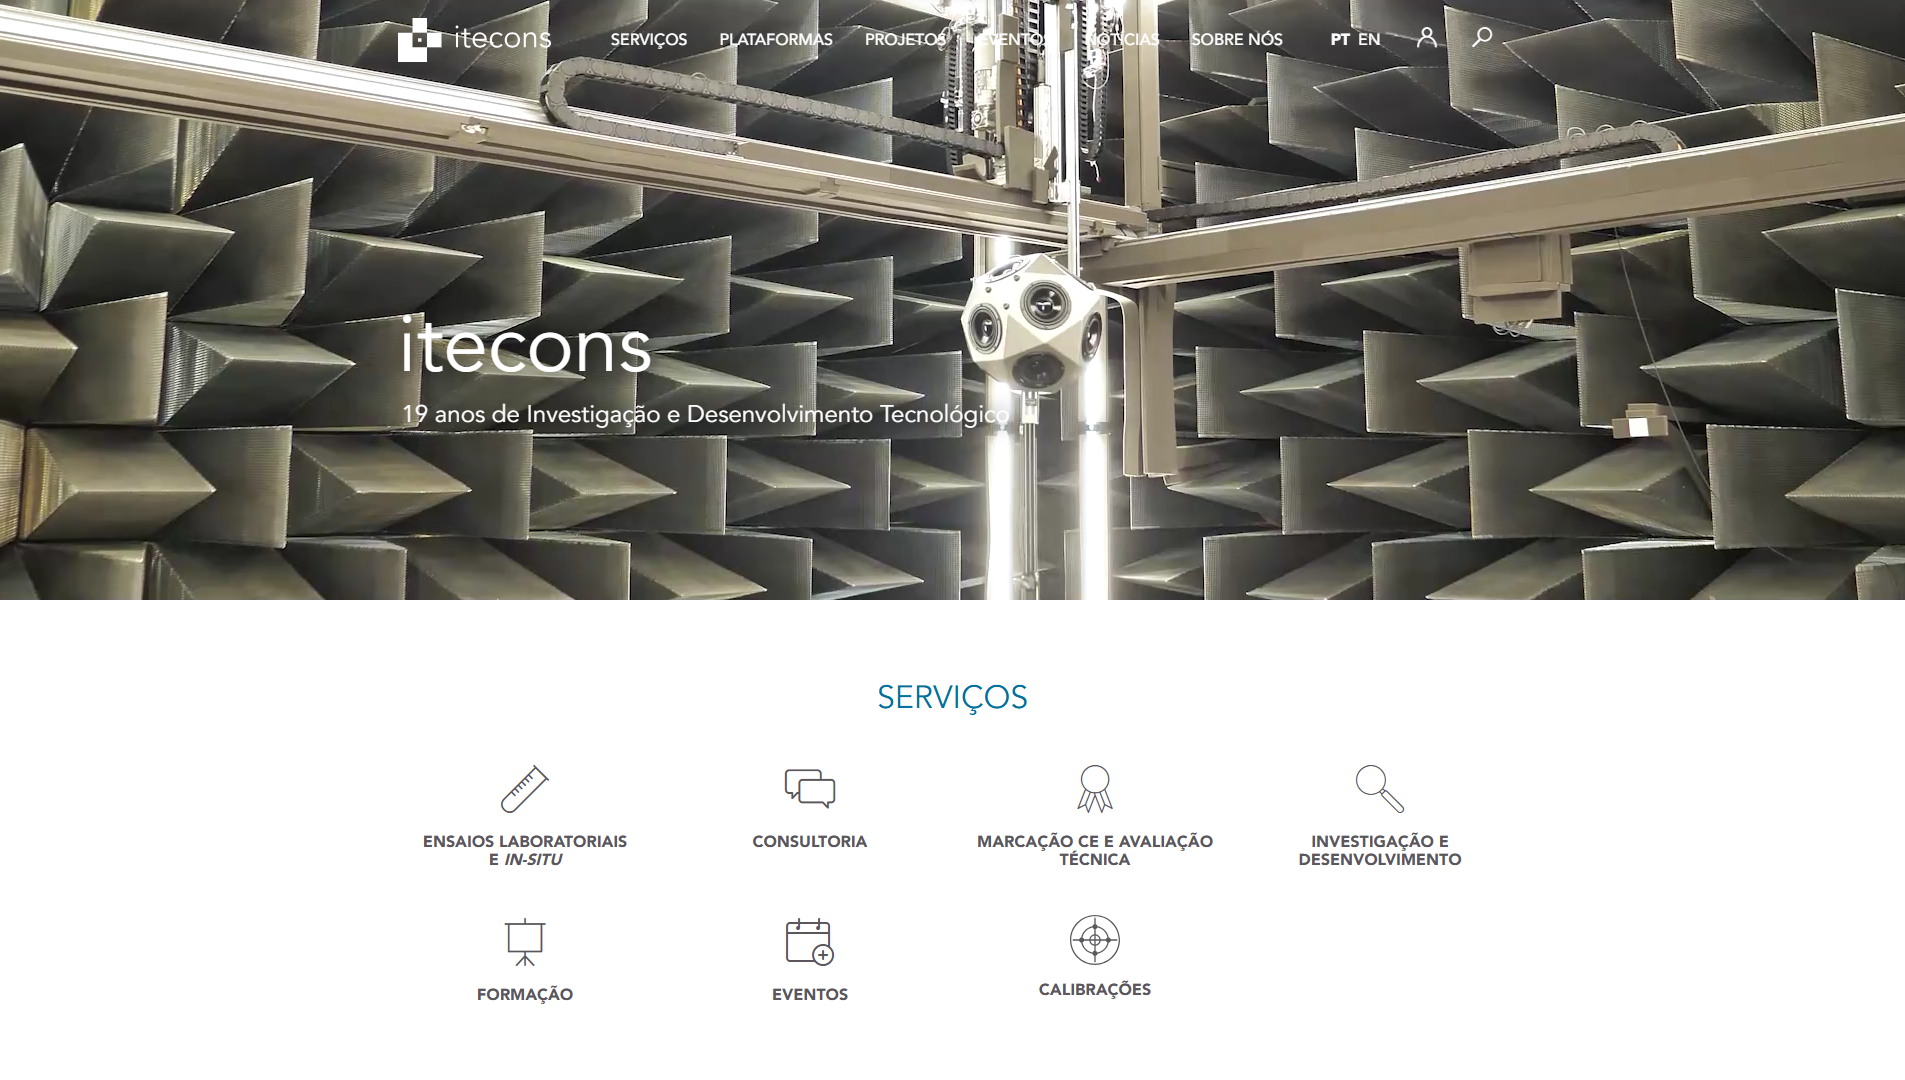 itecons
SERVIÇOS PLATAFORMAS PROJETOS EVENTOS NOTÍCIAS SOBRE NÓS PT EN
itecons
19 anos de Investigação e Desenvolvimento Tecnológico
SERVIÇOS
ENSAIOS LABORATORIAIS
E IN-SITU
CONSULTORIA
MARCAÇÃO CE E AVALIAÇÃO
TÉCNICA
INVESTIGAÇÃO E
DESENVOLVIMENTO
FORMAÇÃO
EVENTOS
CALIBRAÇÕES